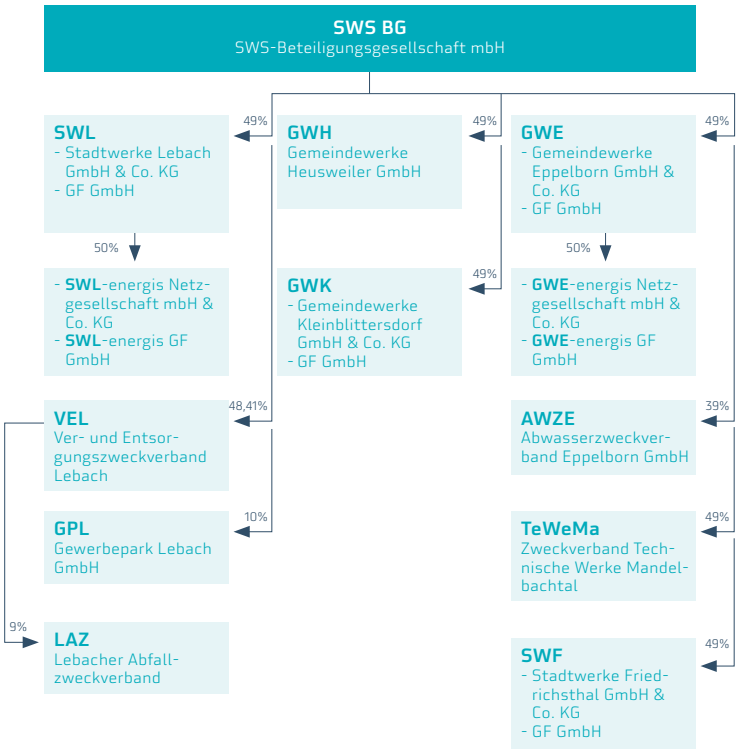 SWS BG
SWS-Beteiligungsgesellschaft mbH
49%
SWL
- Stadtwerke Lebach
GmbH & Co. KG
- GF GmbH
49%
GWH
Gemeindewerke
Heusweiler GmbH
49%
GWE
- Gemeindewerke
Eppelborn GmbH &
Co. KG
- GF GmbH
50%
- SWL-energis Netz-
gesellschaft mbH &
Co. KG
- SWL-energis GF
GmbH
49%
GWK
- Gemeindewerke
Kleinblittersdorf
GmbH & Co. KG
- GF GmbH
50%
- GWE-energis Netz-
gesellschaft mbH &
Co. KG
- GWE-energis GF
GmbH
48,41%
VEL
Ver- und Entsor-
gungszweckverband
Lebach
39%
AWZE
Abwasserzweckver-
band Eppelborn GmbH
10%
GPL
Gewerbepark Lebach
GmbH
49%
TeWeMa
Zweckverband Tech-
nische Werke Mandel-
bachtal
9%
LAZ
Lebacher Abfall-
zweckverband
49%
SWF
- Stadtwerke Fried-
richsthal GmbH &
Co. KG
- GF GmbH